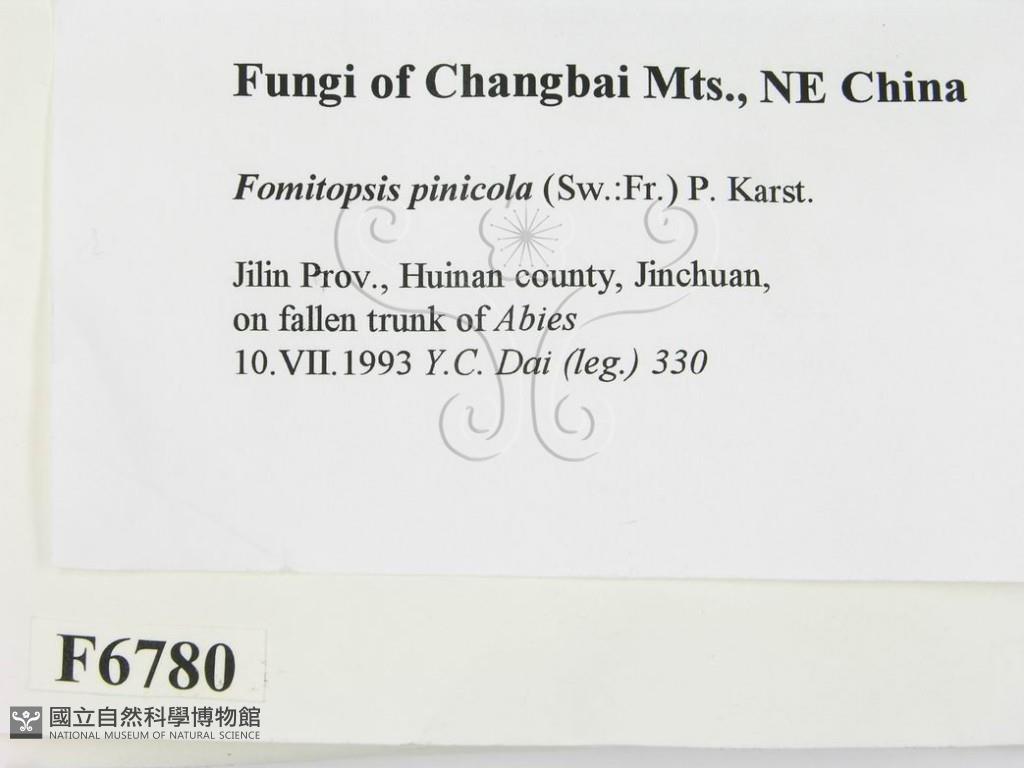 Fungi of Changbai Mts., NE China
Fomitopsis pinicola (Sw.:Fr.) P. Karst.
Jilin Prov., Huinan county, Jinchuan,
on fallen trunk of Abies
10.VII.1993 Y.C. Dai (leg.) 330
F6780
國立自然科學博物館
NATIONAL MUSEUM OF NATURAL SCIENCE